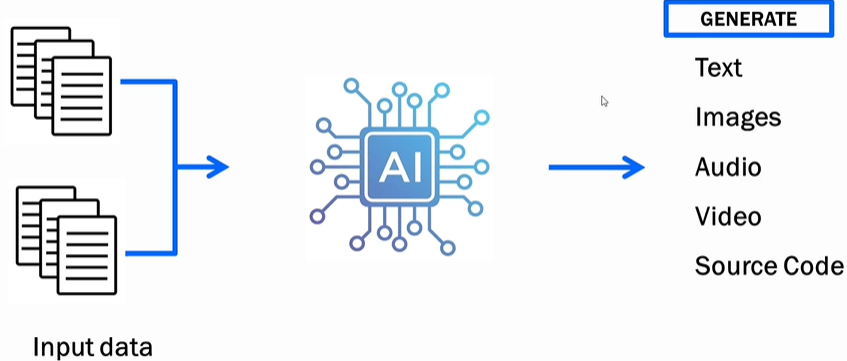 GENERATE
Text
Images
AI
Audio
Video
Source Code
Input data